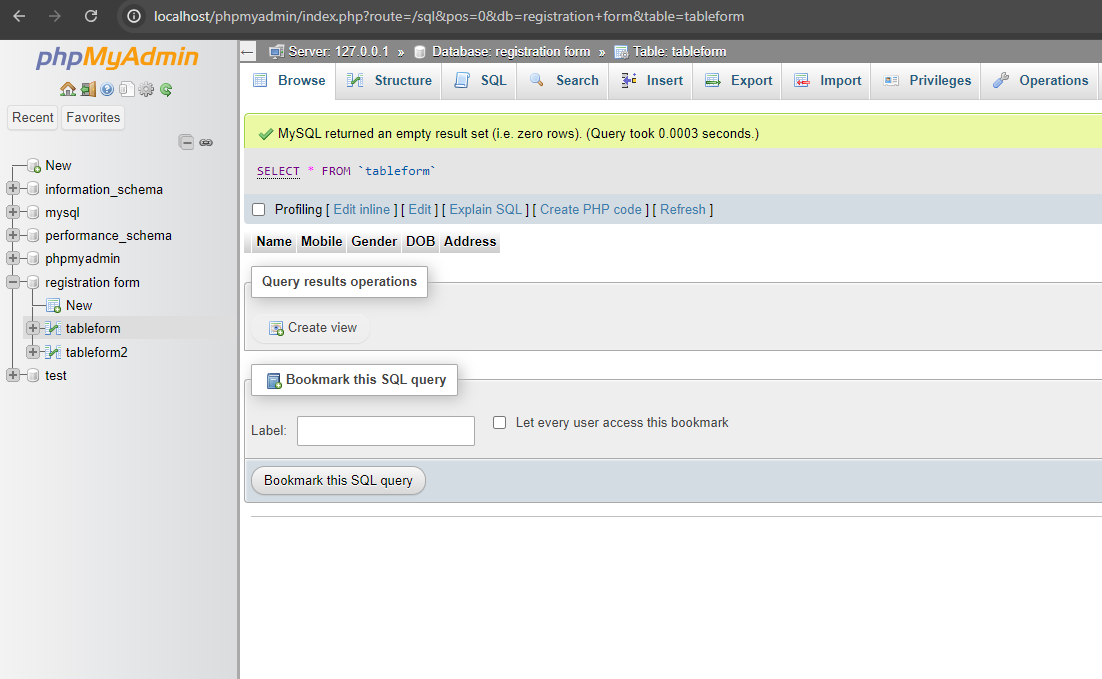 localhost/phpmyadmin/index.php?route=/sql&pos=0&db=registration+form&table=tableform
phpMyAdmin
Recent Favorites
New
information_schema
mysql
performance_schema
phpmyadmin
registration form
New
tableform
tableform2
test
Server: 127.0.0.1 » Database: registration form » Table: tableform
Browse Structure SQL Search Insert Export Import Privileges Operations
MySQL returned an empty result set (i.e. zero rows). (Query took 0.0003 seconds.)
SELECT * FROM `tableform`
Profiling [ Edit inline ] [ Edit ] [ Explain SQL ] [ Create PHP code ] [ Refresh ]
Name Mobile Gender DOB Address
Query results operations
Create view
Bookmark this SQL query
Label: Let every user access this bookmark
Bookmark this SQL query